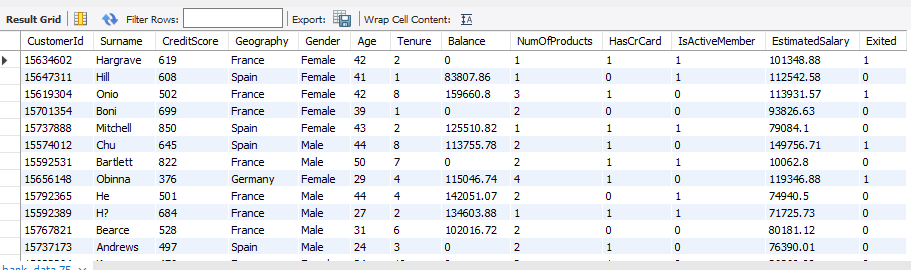 Result Grid Filter Rows: Export: Wrap Cell Content:
CustomerId Surname CreditScore Geography Gender Age Tenure Balance NumOfProducts HasCrCard IsActiveMember EstimatedSalary Exited
15634602 Hargrave 619 France Female 42 2 0 1 1 1 101348.88 1
15647311 Hill 608 Spain Female 41 1 83807.86 1 0 1 112542.58 0
15619304 Onio 502 France Female 42 8 159660.8 3 1 0 113931.57 1
15701354 Boni 699 France Female 39 1 0 2 0 0 93826.63 0
15737888 Mitchell 850 Spain Female 43 2 125510.82 1 1 1 79084.1 0
15574012 Chu 645 Spain Male 44 8 113755.78 2 1 0 149756.71 1
15592531 Bartlett 822 France Male 50 7 0 2 1 1 10062.8 0
15656148 Obinna 376 Germany Female 29 4 115046.74 4 1 0 119346.88 1
15792365 He 501 France Male 44 4 142051.07 2 0 1 74940.5 0
15592389 H? 684 France Male 27 2 134603.88 1 1 1 71725.73 0
15767821 Bearce 528 France Male 31 6 102016.72 2 0 0 80181.12 0
15737173 Andrews 497 Spain Male 24 3 0 2 1 0 76390.01 0